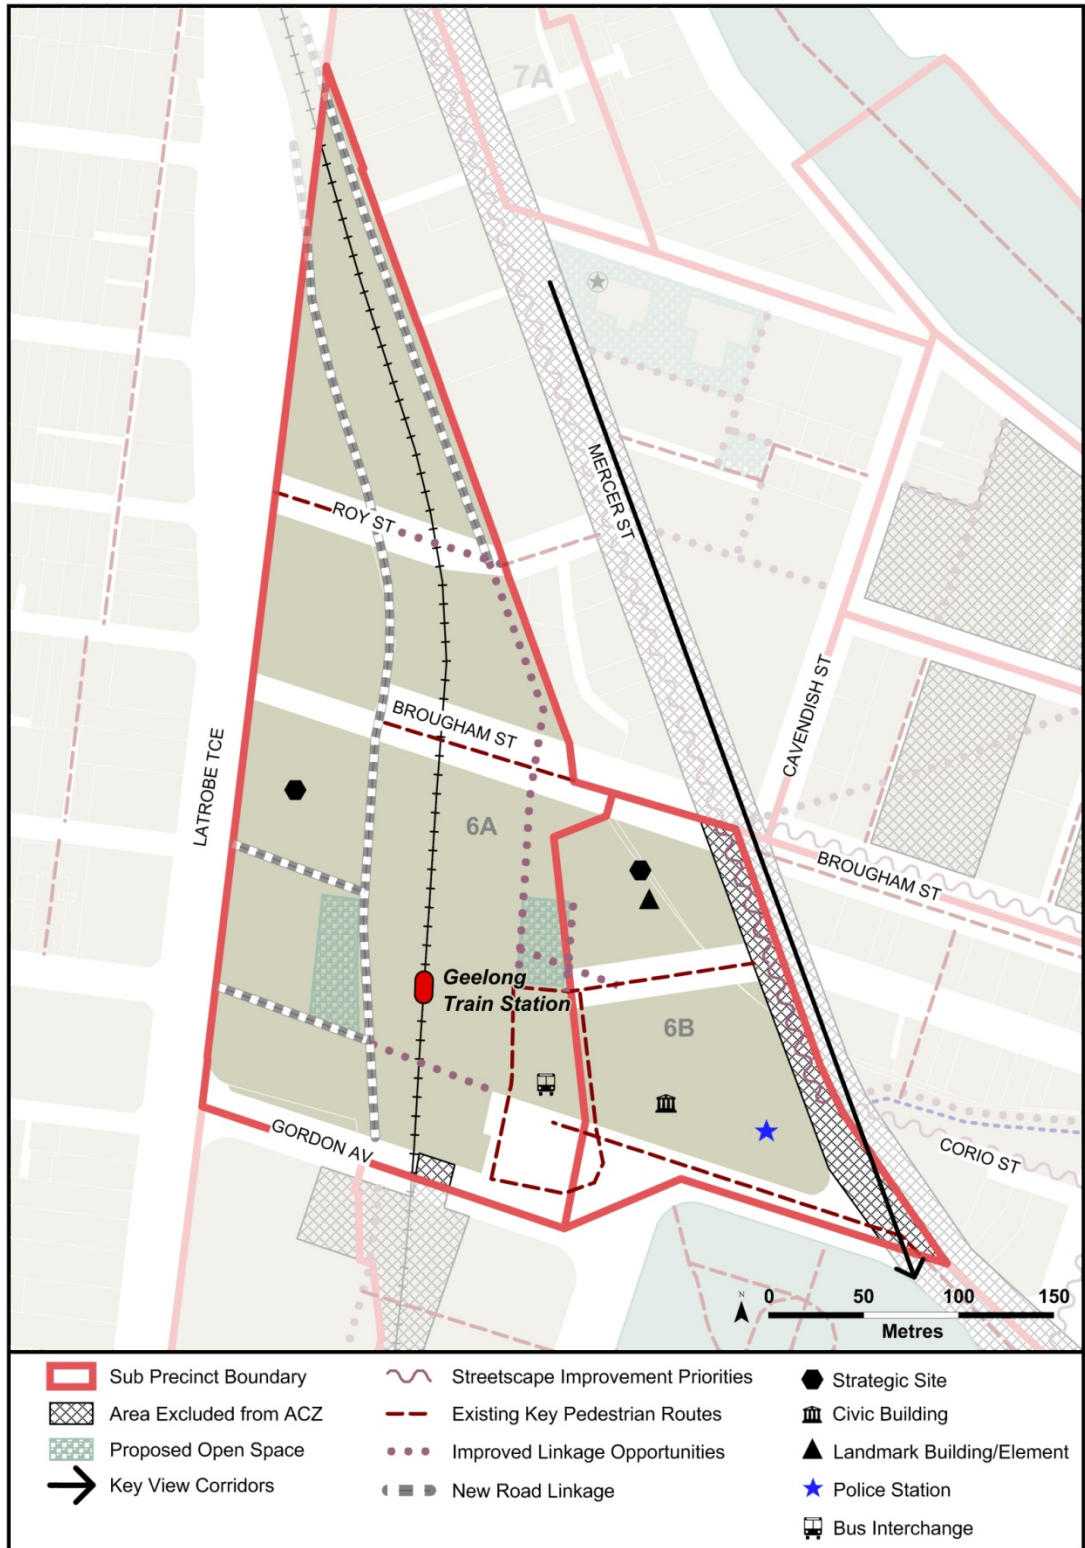 7A
ROY ST
MERCER ST
BROUGHAM ST
CAVENDISH ST
LATROBE TCE
6A
BROUGHAM ST
Geelong
Train Station
6B
GORDON AV
CORIO ST
N
0 50 100 150
Metres
Sub Precinct Boundary
Area Excluded from ACZ
Proposed Open Space
Key View Corridors
Streetscape Improvement Priorities
Existing Key Pedestrian Routes
Improved Linkage Opportunities
New Road Linkage
Strategic Site
Civic Building
Landmark Building/Element
Police Station
Bus Interchange